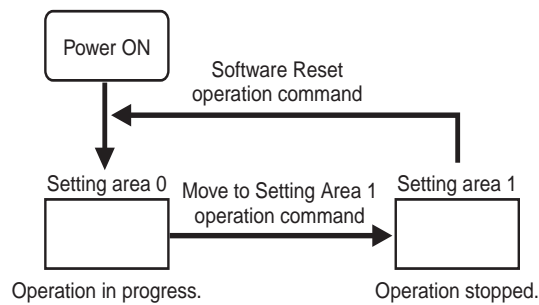 Power ON
Software Reset
operation command
Setting area 0
Move to Setting Area 1
operation command
Setting area 1
Operation in progress.
Operation stopped.